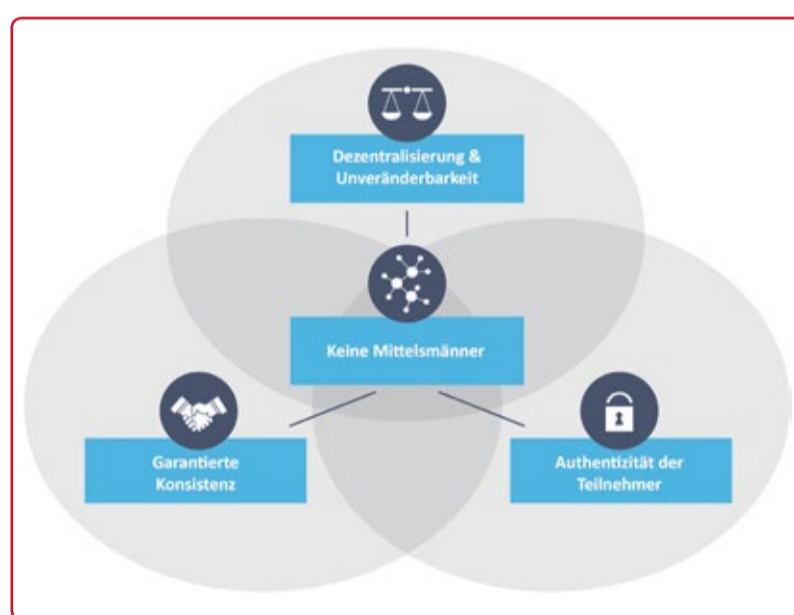 Dezentralisierung &
Unveränderbarkeit
Keine Mittelsmänner
Garantierte
Konsistenz
Authentizität der
Teilnehmer